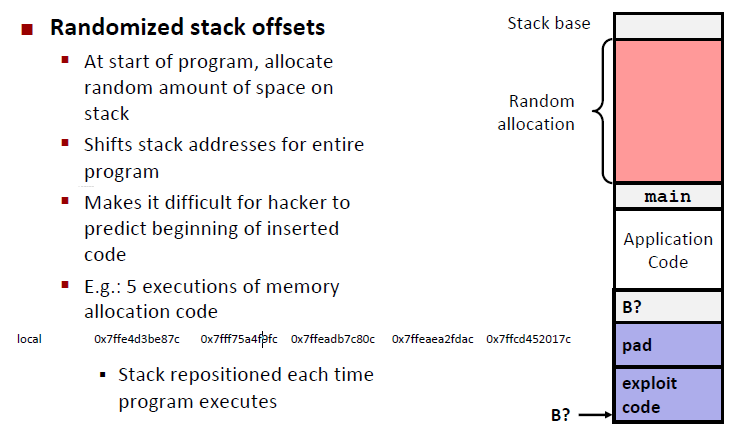 Randomized stack offsets
At start of program, allocate
random amount of space on
stack
Shifts stack addresses for entire
program
Makes it difficult for hacker to
predict beginning of inserted
code
E.g.: 5 executions of memory
allocation code
local 0x7ffe4d3be87c 0x7fff75a4f9fc 0x7ffeadb7c80c 0x7ffeaea2fdac 0x7ffcd452017c
Stack repositioned each time
program executes
Stack base
Random
allocation
main
Application
Code
B?
pad
exploit
code
B?